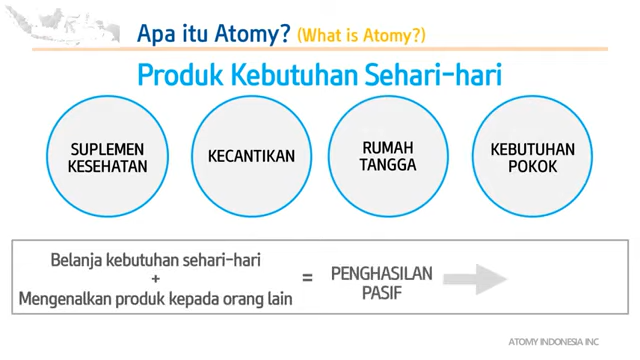 Apa itu Atomy? (What is Atomy?)
Produk Kebutuhan Sehari-hari
SUPLEMEN
KESEHATAN
KECANTIKAN
RUMAH
TANGGA
KEBUTUHAN
POKOK
Belanja kebutuhan sehari-hari
+
Mengenalkan produk kepada orang lain
=
PENGHASILAN
PASIF
ATOMY INDONESIA INC